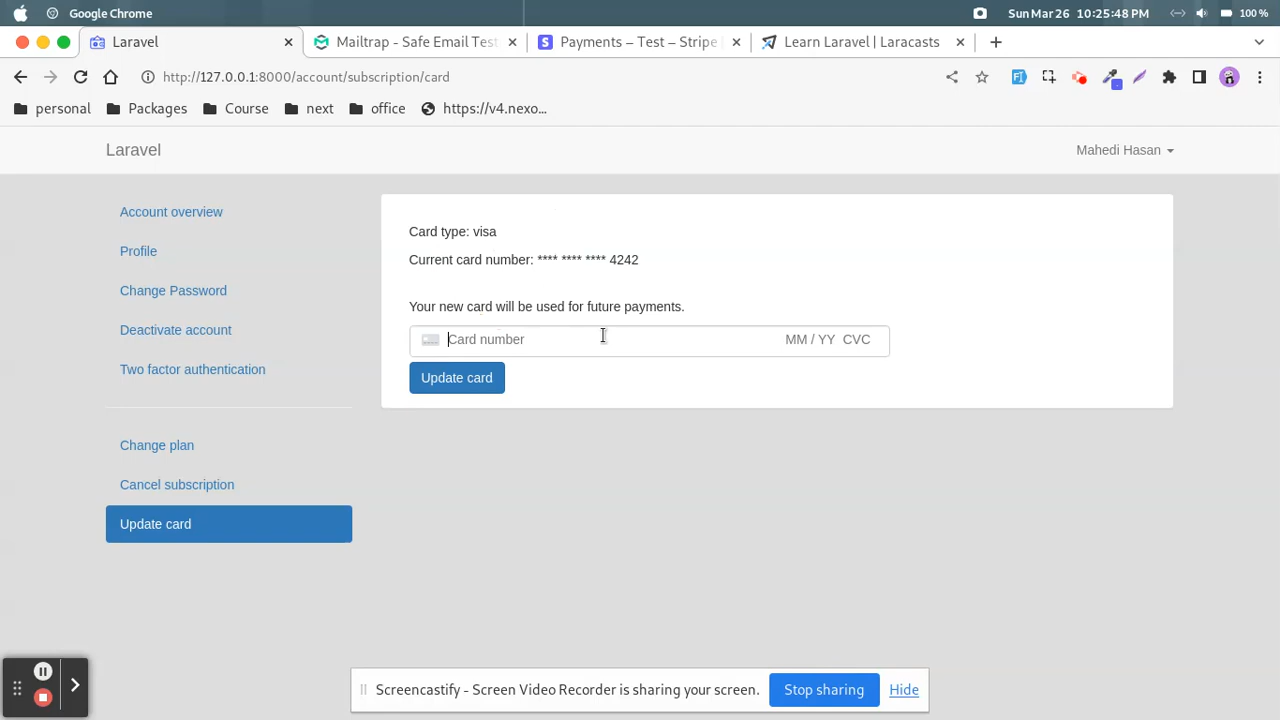 Google Chrome
Sun Mar 26 10:25:48 PM
100 %
Laravel
Mailtrap - Safe Email Test
Payments – Test – Stripe
Learn Laravel | Laracasts
http://127.0.0.1:8000/account/subscription/card
personal
Packages
Course
next
office
https://v4.nexo...
Laravel
Mahedi Hasan
Account overview
Profile
Change Password
Deactivate account
Two factor authentication
Change plan
Cancel subscription
Update card
Card type: visa
Current card number: **** **** **** 4242
Your new card will be used for future payments.
Card number
MM / YY CVC
Update card
Screencastify - Screen Video Recorder is sharing your screen.
Stop sharing
Hide